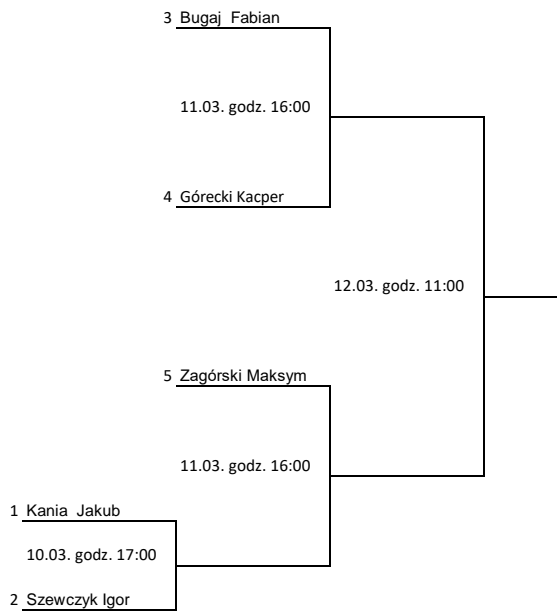 3 Bugaj Fabian
11.03. godz. 16:00
4 Górecki Kacper
12.03. godz. 11:00
5 Zagórski Maksym
11.03. godz. 16:00
1 Kania Jakub
10.03. godz. 17:00
2 Szewczyk Igor